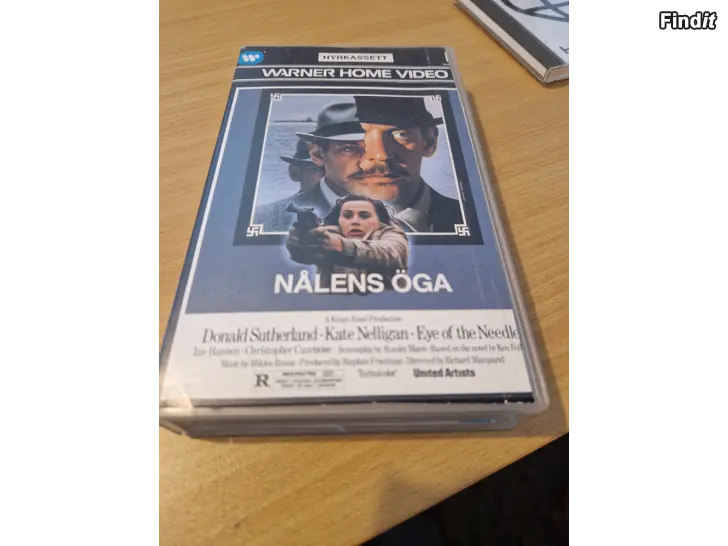 Findit
HYRKASSETT
WARNER HOME VIDEO
NÅLENS ÖGA
A Kings Road Production
Donald Sutherland · Kate Nelligan · Eye of the Needle
Ian Bannen · Christopher Cazenove Screenplay by Stanley Mann · Based on the novel by Ken
Music by Miklos Rozsa · Produced by Stephen Friedman Directed by Richard Marquand
R RESTRICTED Technicolor United Artists